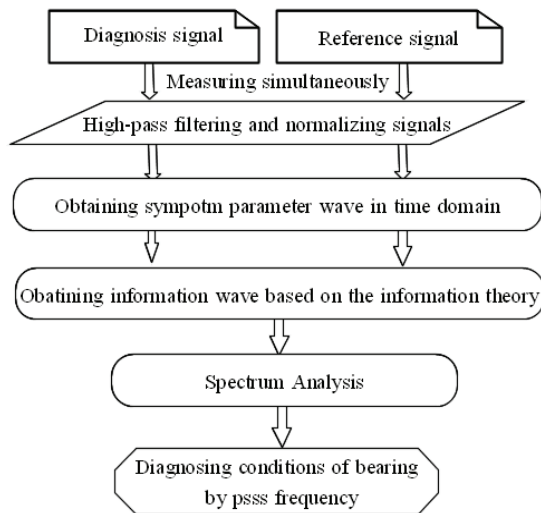 Diagnosis signal
Reference signal
Measuring simultaneously
High-pass filtering and normalizing signals
Obtaining sympotm parameter wave in time domain
Obatining information wave based on the information theory
Spectrum Analysis
Diagnosing conditions of bearing
by psss frequency